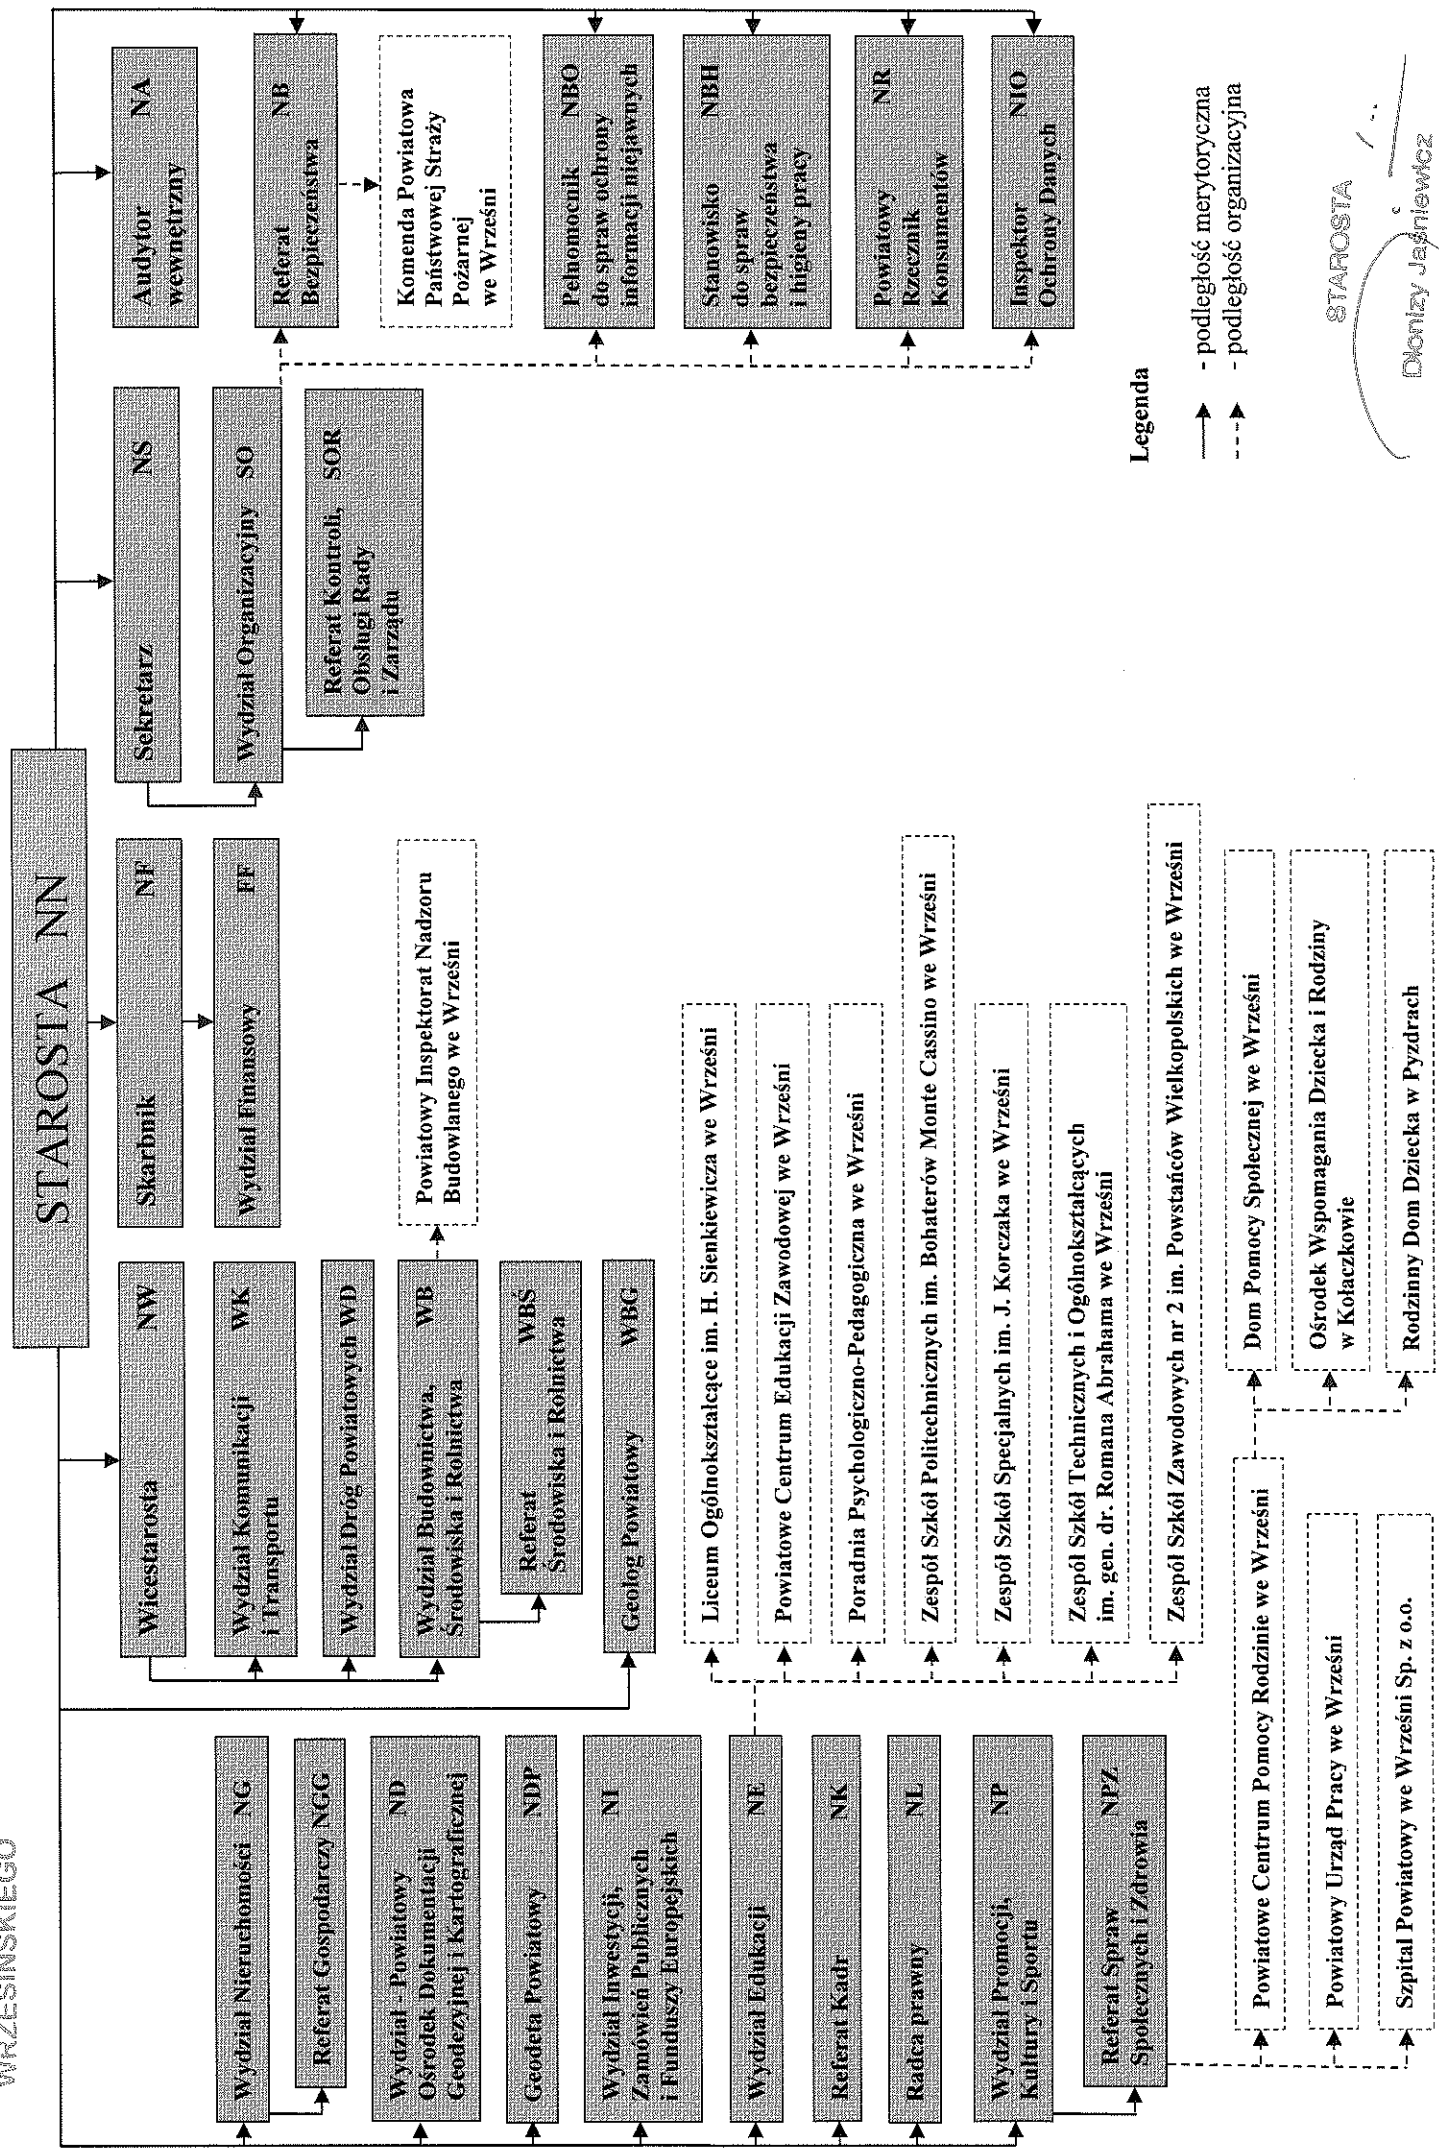 WRZESIŃSKIEGO
STAROSTA NN
Wicestarosta NW
Wydział Komunikacji WK
i Transportu
Wydział Dróg Powiatowych WD
Wydział Budownictwa, WB
Środowiska i Rolnictwa
Powiatowy Inspektorat Nadzoru
Budowlanego we Wrześni
Referat WBŚ
Środowiska i Rolnictwa
Geolog Powiatowy WBG
Skarbnik NF
Wydział Finansowy FF
Sekretarz NS
Wydział Organizacyjny SO
Referat Kontroli, SOR
Obsługi Rady
i Zarządu
Audytor NA
wewnętrzny
Referat NB
Bezpieczeństwa
Komenda Powiatowa
Państwowej Straży
Pożarnej
we Wrześni
Pełnomocnik NBO
do spraw ochrony
informacji niejawnych
Stanowisko NBH
do spraw
bezpieczeństwa
i higieny pracy
Powiatowy NR
Rzecznik
Konsumentów
Inspektor NIO
Ochrony Danych
Wydział Nieruchomości NG
Referat Gospodarczy NGG
Wydział - Powiatowy ND
Ośrodek Dokumentacji
Geodezyjnej i Kartograficznej
Geodeta Powiatowy NDP
Wydział Inwestycji, NI
Zamówień Publicznych
i Funduszy Europejskich
Wydział Edukacji NE
Referat Kadr NK
Radca prawny NL
Wydział Promocji, NP
Kultury i Sportu
Referat Spraw NPZ
Społecznych i Zdrowia
Liceum Ogólnokształcące im. H. Sienkiewicza we Wrześni
Powiatowe Centrum Edukacji Zawodowej we Wrześni
Poradnia Psychologiczno-Pedagogiczna we Wrześni
Zespół Szkół Politechnicznych im. Bohaterów Monte Cassino we Wrześni
Zespół Szkół Specjalnych im. J. Korczaka we Wrześni
Zespół Szkół Technicznych i Ogólnokształcących
im. gen. dr. Romana Abrahama we Wrześni
Zespół Szkół Zawodowych nr 2 im. Powstańców Wielkopolskich we Wrześni
Powiatowe Centrum Pomocy Rodzinie we Wrześni
Powiatowy Urząd Pracy we Wrześni
Szpital Powiatowy we Wrześni Sp. z o.o.
Dom Pomocy Społecznej we Wrześni
Ośrodek Wspomagania Dziecka i Rodziny
w Kołaczkowie
Rodzinny Dom Dziecka w Pyzdrach
Legenda
- podległość merytoryczna
- podległość organizacyjna
STAROSTA
Dionizy Jaśniewicz